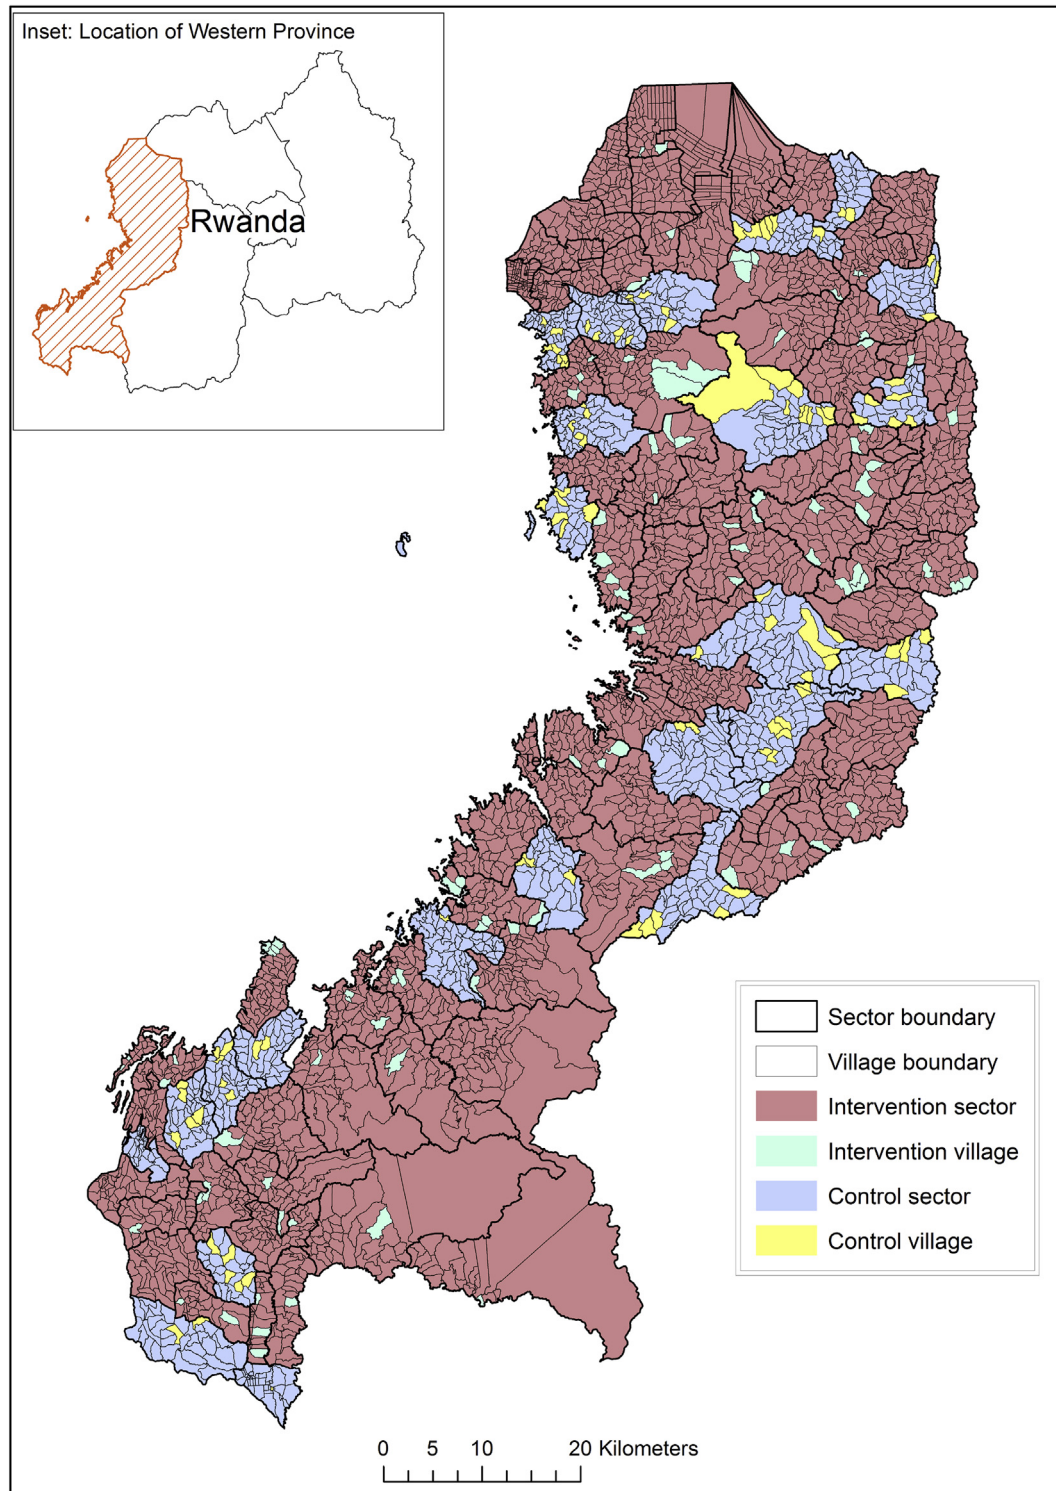 Inset: Location of Western Province
Rwanda
Sector boundary
Village boundary
Intervention sector
Intervention village
Control sector
Control village
0 5 10 20 Kilometers